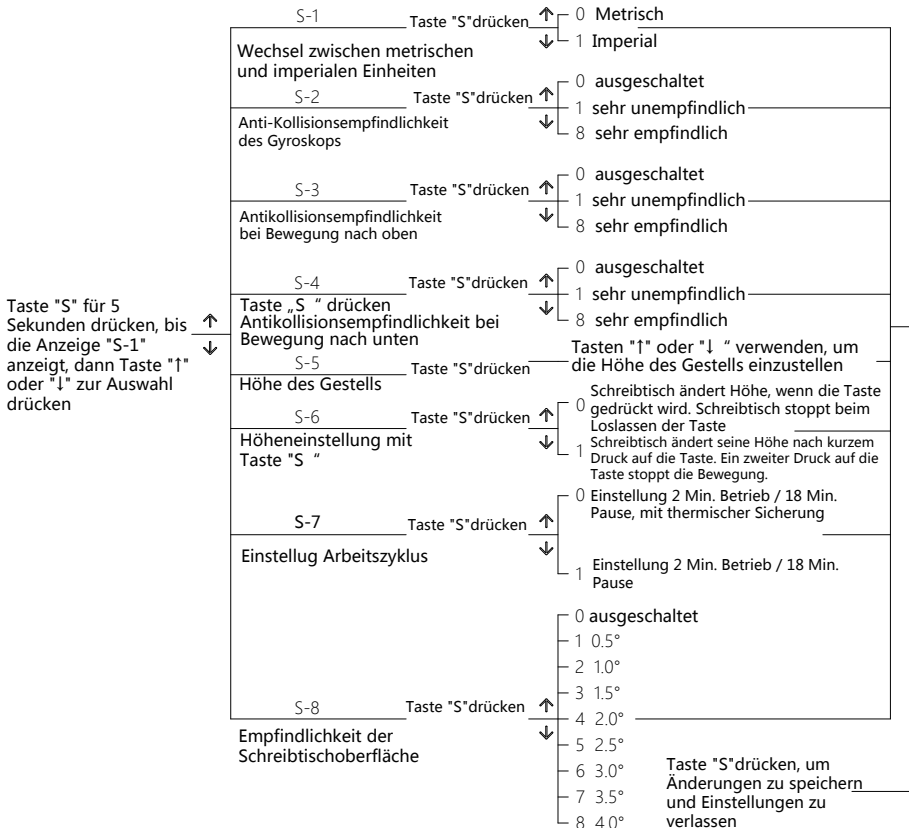 Taste "S" für 5
Sekunden drücken, bis
die Anzeige "S-1"
anzeigt, dann Taste "↑"
oder "↓" zur Auswahl
drücken
↑
↓
S-1
Taste "S"drücken
↑
↓
0 Metrisch
1 Imperial
Wechsel zwischen metrischen
und imperialen Einheiten
S-2
Taste "S"drücken
↑
↓
0 ausgeschaltet
1 sehr unempfindlich
8 sehr empfindlich
Anti-Kollisionsempfindlichkeit
des Gyroskops
S-3
Taste "S"drücken
↑
↓
0 ausgeschaltet
1 sehr unempfindlich
8 sehr empfindlich
Antikollisionsempfindlichkeit
bei Bewegung nach oben
S-4
Taste "S"drücken
↑
↓
0 ausgeschaltet
1 sehr unempfindlich
8 sehr empfindlich
Taste „S “ drücken
Antikollisionsempfindlichkeit bei
Bewegung nach unten
S-5
Taste "S"drücken
Tasten "↑" oder "↓ “ verwenden, um
die Höhe des Gestells einzustellen
Höhe des Gestells
S-6
Taste "S"drücken
↑
↓
0 Schreibtisch ändert Höhe, wenn die Taste
gedrückt wird. Schreibtisch stoppt beim
Loslassen der Taste
1 Schreibtisch ändert seine Höhe nach kurzem
Druck auf die Taste. Ein zweiter Druck auf die
Taste stoppt die Bewegung.
Höheneinstellung mit
Taste "S “
S-7
Taste "S"drücken
↑
↓
0 Einstellung 2 Min. Betrieb / 18 Min.
Pause, mit thermischer Sicherung
1 Einstellung 2 Min. Betrieb / 18 Min.
Pause
Einstellug Arbeitszyklus
S-8
Taste "S"drücken
↑
↓
0 ausgeschaltet
1 0.5°
2 1.0°
3 1.5°
4 2.0°
5 2.5°
6 3.0°
7 3.5°
8 4.0°
Empfindlichkeit der
Schreibtischoberfläche
Taste "S"drücken, um
Änderungen zu speichern
und Einstellungen zu
verlassen